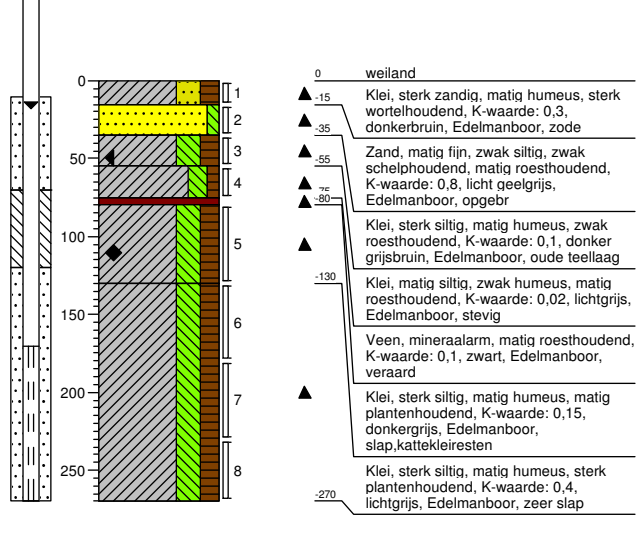 0
50
100
150
200
250
1
2
3
4
5
6
7
8
0
-15
-35
-55
-75
-80
-130
-270
weiland
Klei, sterk zandig, matig humeus, sterk
wortelhoudend, K-waarde: 0,3,
donkerbruin, Edelmanboor, zode
Zand, matig fijn, zwak siltig, zwak
schelphoudend, matig roesthoudend,
K-waarde: 0,8, licht geelgrijs,
Edelmanboor, opgebr
Klei, sterk siltig, matig humeus, zwak
roesthoudend, K-waarde: 0,1, donker
grijsbruin, Edelmanboor, oude teellaag
Klei, matig siltig, zwak humeus, matig
roesthoudend, K-waarde: 0,02, lichtgrijs,
Edelmanboor, stevig
Veen, mineraalarm, matig roesthoudend,
K-waarde: 0,1, zwart, Edelmanboor,
veraard
Klei, sterk siltig, matig humeus, matig
plantenhoudend, K-waarde: 0,15,
donkergrijs, Edelmanboor,
slap,kattekleiresten
Klei, sterk siltig, matig humeus, sterk
plantenhoudend, K-waarde: 0,4,
lichtgrijs, Edelmanboor, zeer slap